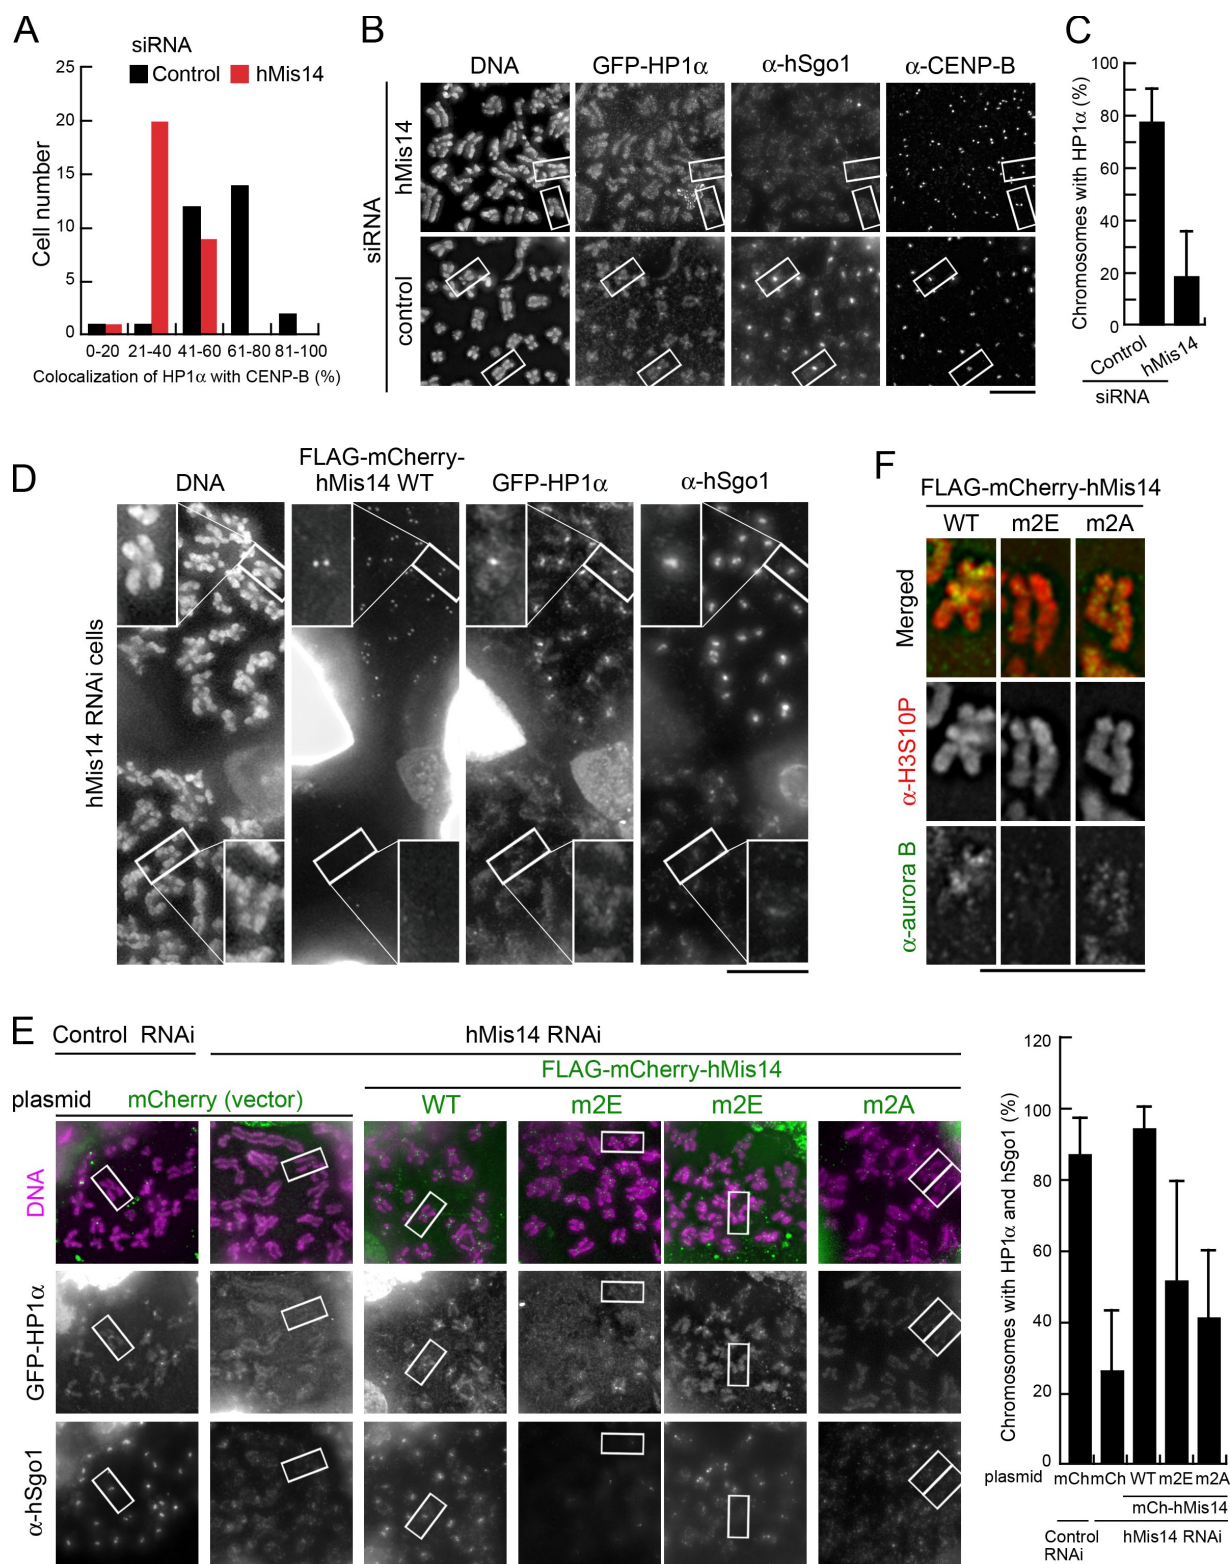 A
siRNA
Control
hMis14
25
20
15
10
5
0
Cell number
0-20
21-40
41-60
61-80
81-100
Colocalization of HP1α with CENP-B (%)
B
DNA
GFP-HP1α
α-hSgo1
α-CENP-B
siRNA
hMis14
control
C
Chromosomes with HP1α (%)
100
80
60
40
20
0
Control
hMis14
siRNA
D
DNA
FLAG-mCherry-
hMis14 WT
GFP-HP1α
α-hSgo1
hMis14 RNAi cells
F
FLAG-mCherry-hMis14
WT
m2E
m2A
Merged
α-H3S10P
α-aurora B
E
Control RNAi
hMis14 RNAi
FLAG-mCherry-hMis14
plasmid
mCherry (vector)
WT
m2E
m2E
m2A
DNA
GFP-HP1α
α-hSgo1
Chromosomes with HP1α and hSgo1 (%)
120
100
80
60
40
20
0
plasmid
mCh
mCh
WT
m2E
m2A
mCh-hMis14
Control
RNAi
hMis14 RNAi